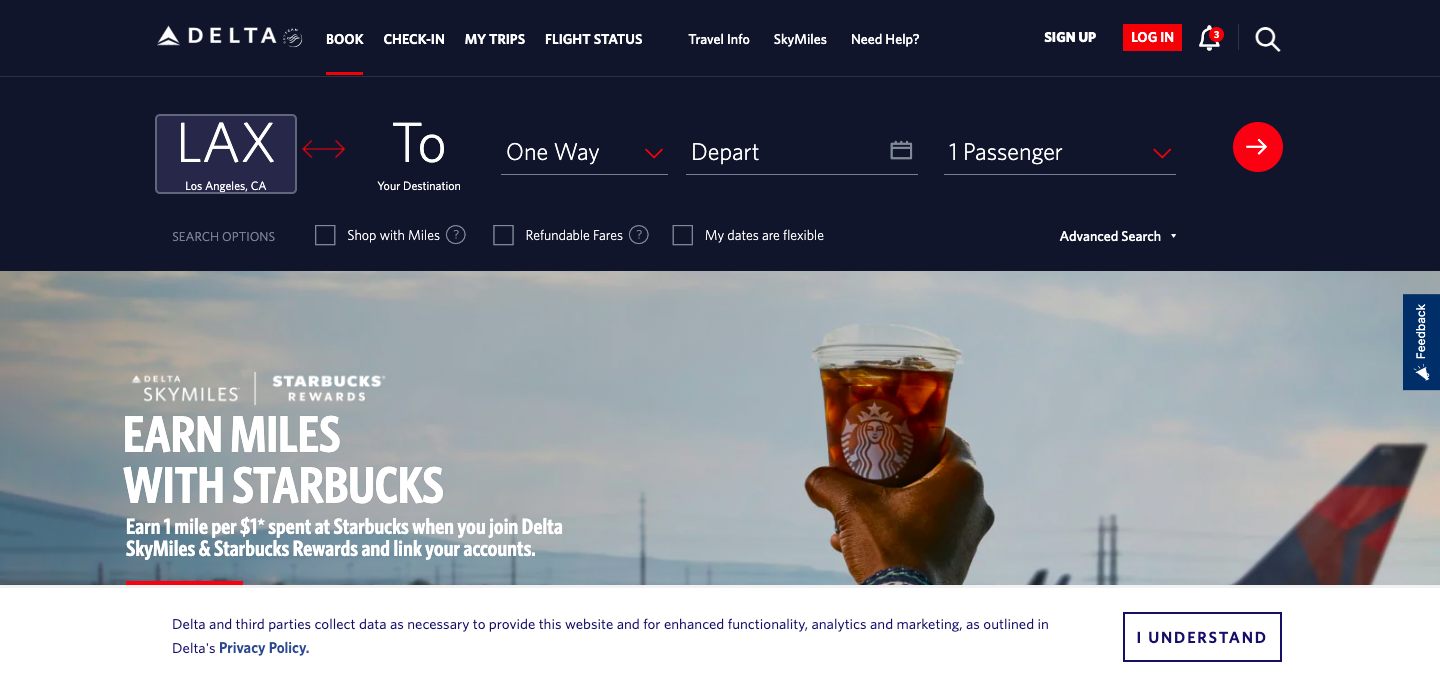 DELTA
BOOK CHECK-IN MY TRIPS FLIGHT STATUS Travel Info SkyMiles Need Help? SIGN UP LOG IN 3
LAX To One Way Depart 1 Passenger
Los Angeles, CA Your Destination
SEARCH OPTIONS Shop with Miles ? Refundable Fares ? My dates are flexible Advanced Search
Feedback
DELTA
SKYMILES
STARBUCKS®
REWARDS
EARN MILES
WITH STARBUCKS
Earn 1 mile per $1* spent at Starbucks when you join Delta
SkyMiles & Starbucks Rewards and link your accounts.
Delta and third parties collect data as necessary to provide this website and for enhanced functionality, analytics and marketing, as outlined in
Delta's Privacy Policy.
I UNDERSTAND